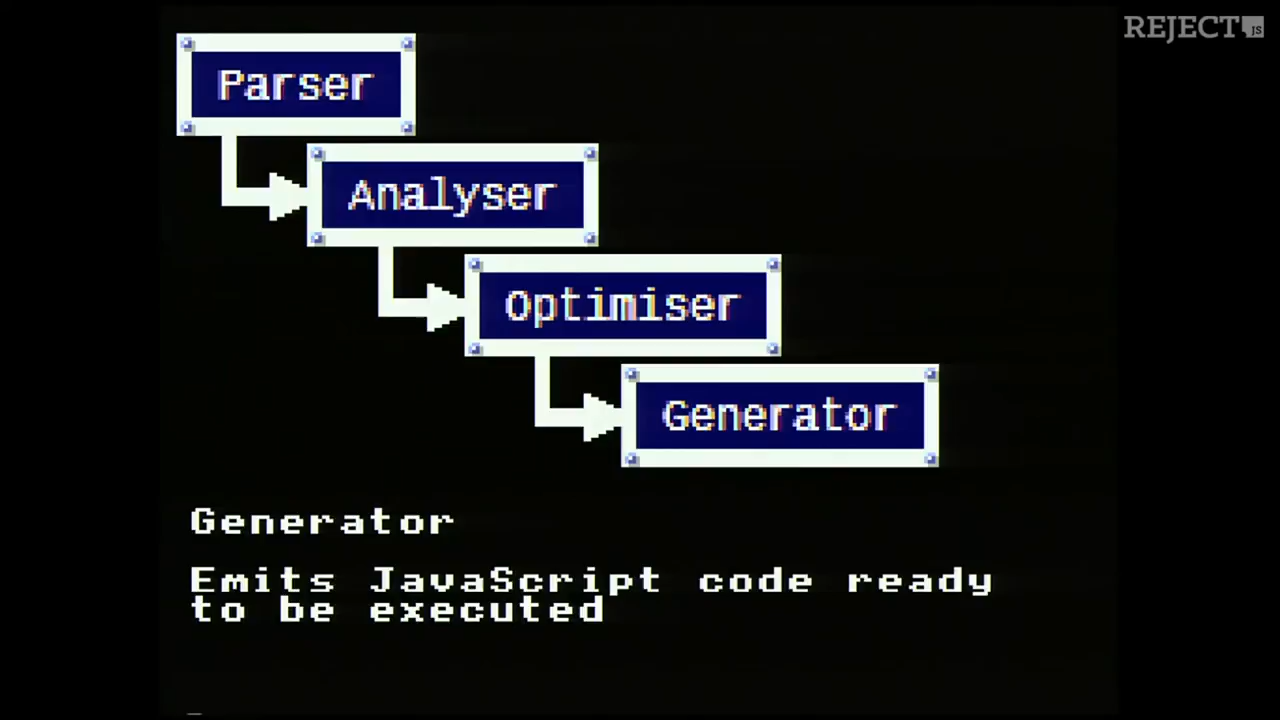 REJECT JS
Parser
Analyser
Optimiser
Generator
Generator
Emits JavaScript code ready
to be executed